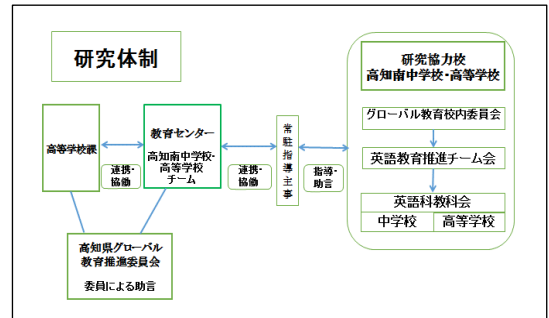 研究体制
高等学校課
連携・
協働
教育センター
高知南中学校・
高等学校
チーム
連携・
協働
常駐指導主事
指導・
助言
高知県グローバル
教育推進委員会
委員による助言
研究協力校
高知南中学校・高等学校
グローバル教育校内委員会
英語教育推進チーム会
英語科教科会
中学校
高等学校